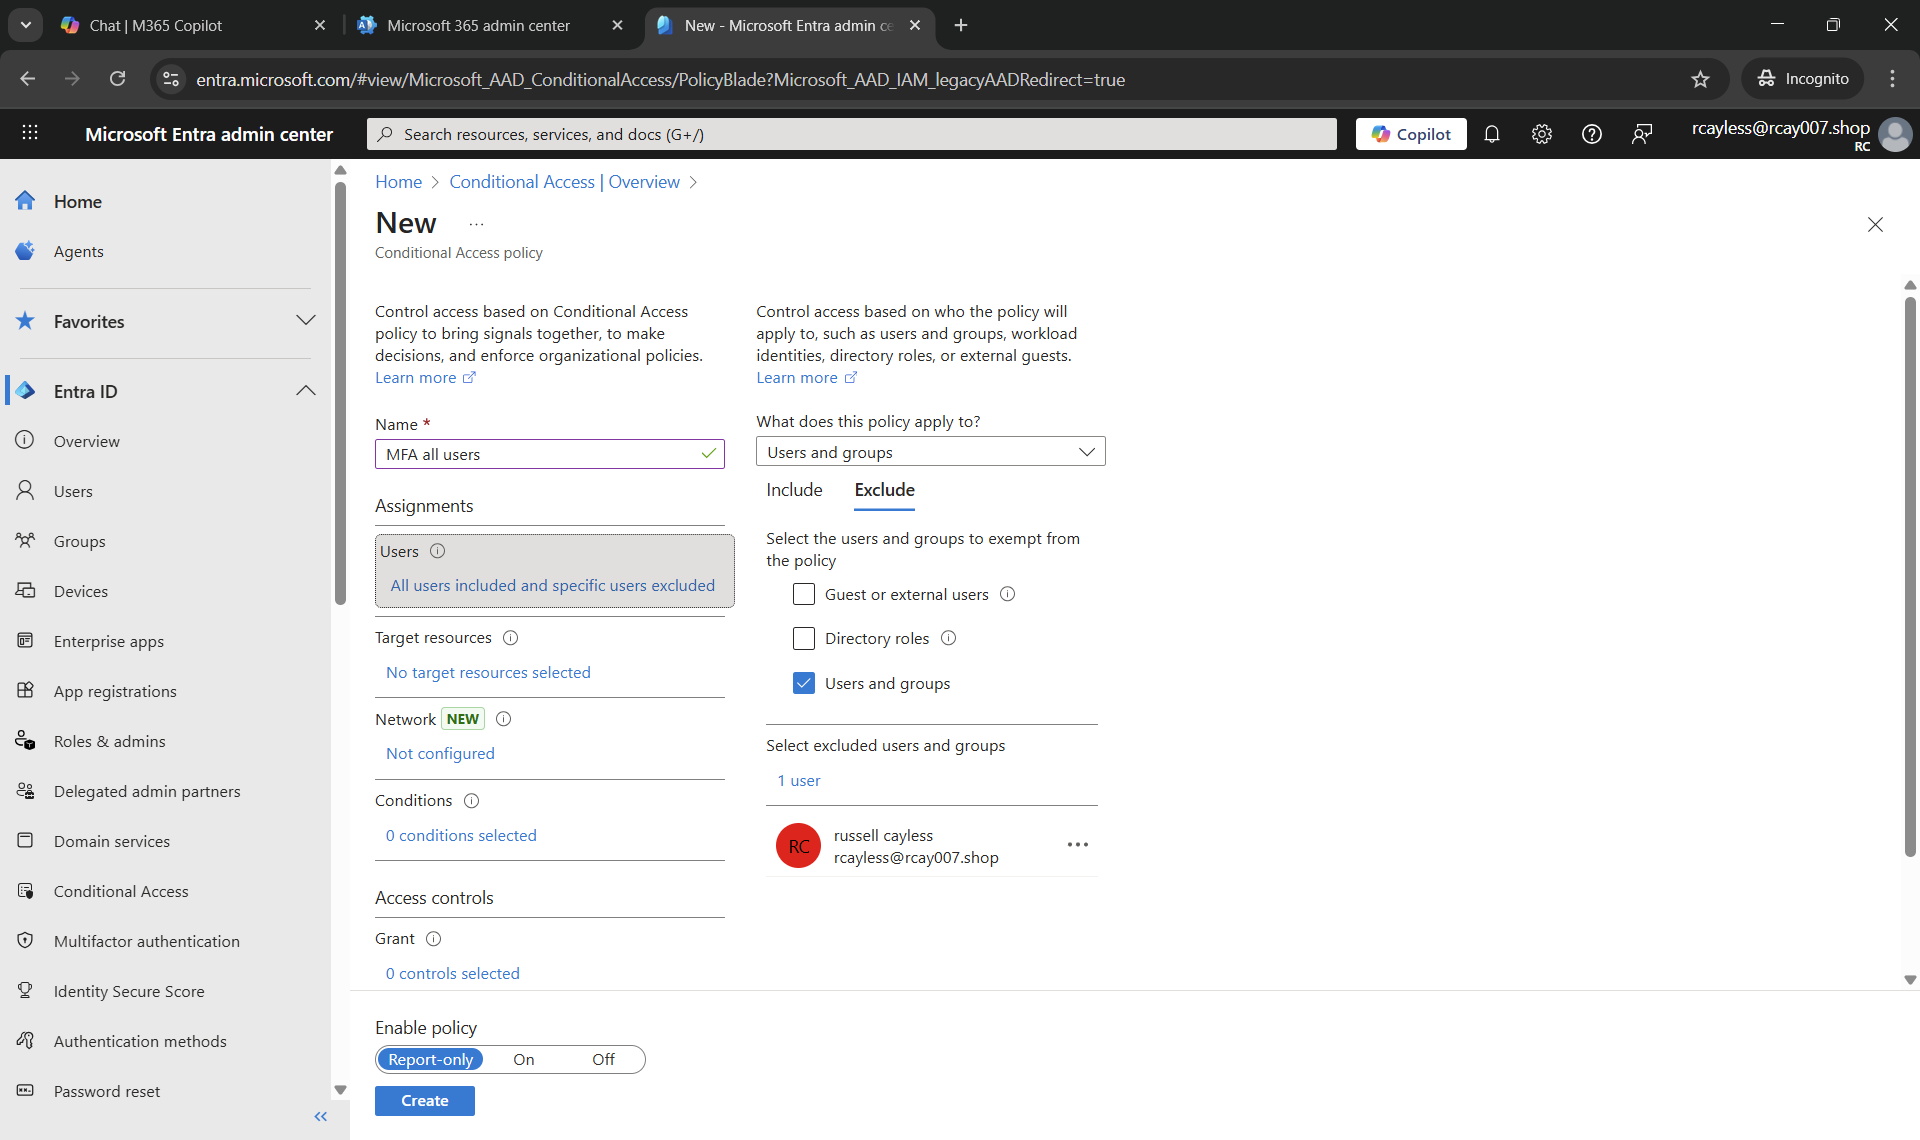 Chat | M365 Copilot
Microsoft 365 admin center
New - Microsoft Entra admin ce
entra.microsoft.com/#view/Microsoft_AAD_ConditionalAccess/PolicyBlade?Microsoft_AAD_IAM_legacyAADRedirect=true
Incognito
Microsoft Entra admin center
Search resources, services, and docs (G+/)
Copilot
rcayless@rcay007.shop
RC
Home
Agents
Favorites
Entra ID
Overview
Users
Groups
Devices
Enterprise apps
App registrations
Roles & admins
Delegated admin partners
Domain services
Conditional Access
Multifactor authentication
Identity Secure Score
Authentication methods
Password reset
Home > Conditional Access | Overview >
New ...
Conditional Access policy
Control access based on Conditional Access
policy to bring signals together, to make
decisions, and enforce organizational policies.
Learn more
Name *
MFA all users
Assignments
Users
All users included and specific users excluded
Target resources
No target resources selected
Network NEW
Not configured
Conditions
0 conditions selected
Access controls
Grant
0 controls selected
Control access based on who the policy will
apply to, such as users and groups, workload
identities, directory roles, or external guests.
Learn more
What does this policy apply to?
Users and groups
Include Exclude
Select the users and groups to exempt from
the policy
Guest or external users
Directory roles
Users and groups
Select excluded users and groups
1 user
RC
russell cayless
rcayless@rcay007.shop
Enable policy
Report-only On Off
Create